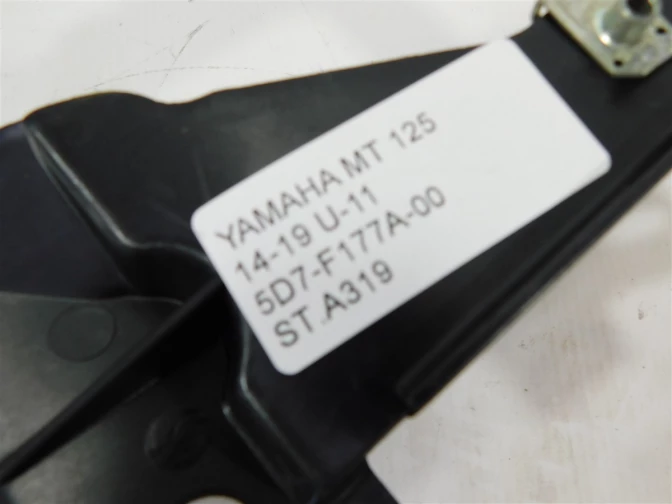 YAMAHA MT 125
14-19 U-11
5D7-F177A-00
ST.A319